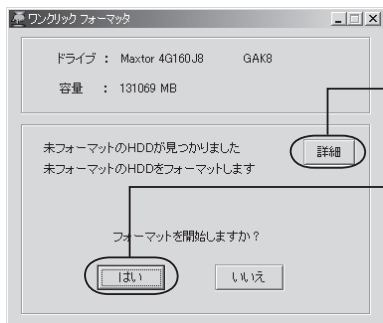 ワンクリック フォーマッタ
ドライブ : Maxtor 4G160J8 GAK8
容量 : 131069 MB
未フォーマットのHDDが見つかりました
詳細
未フォーマットのHDDをフォーマットします
フォーマットを開始しますか？
はい いいえ